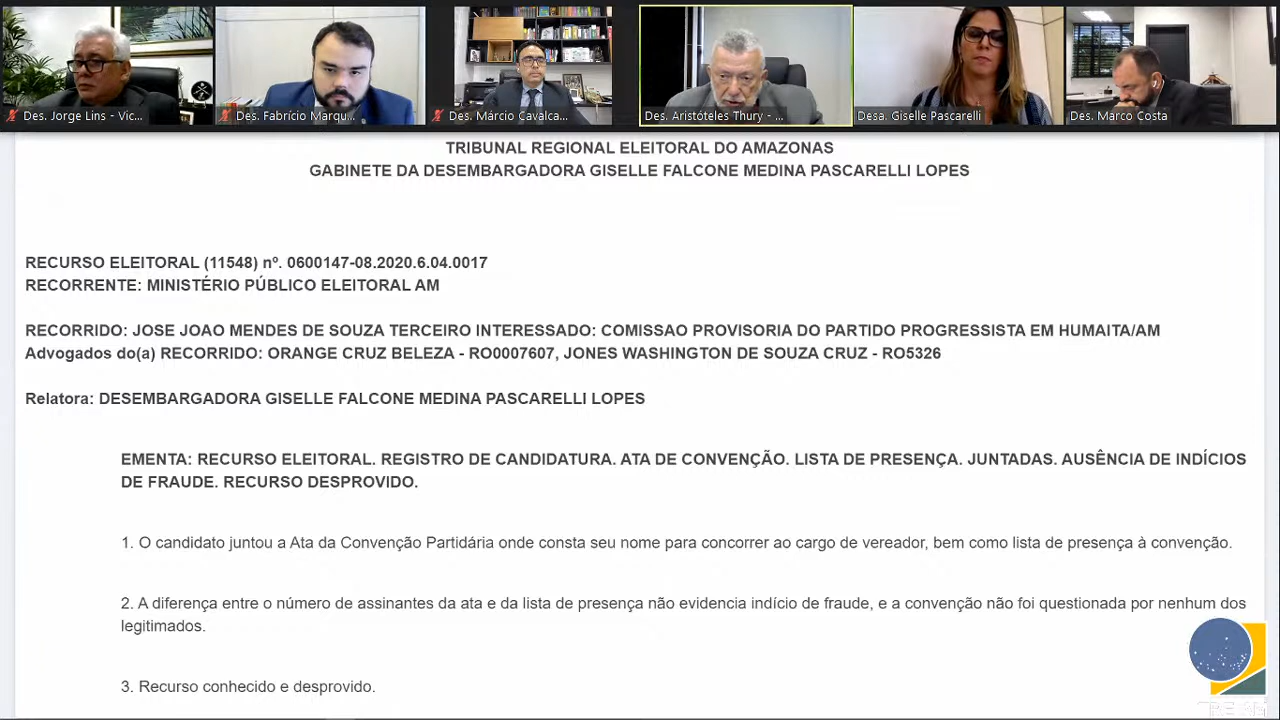 Des. Jorge Lins - Vic...
Des. Fabrício Marqu...
Des. Márcio Cavalca...
Des. Aristóteles Thury - ...
Desa. Giselle Pascarelli
Des. Marco Costa
TRIBUNAL REGIONAL ELEITORAL DO AMAZONAS
GABINETE DA DESEMBARGADORA GISELLE FALCONE MEDINA PASCARELLI LOPES
RECURSO ELEITORAL (11548) nº. 0600147-08.2020.6.04.0017
RECORRENTE: MINISTÉRIO PÚBLICO ELEITORAL AM
RECORRIDO: JOSE JOAO MENDES DE SOUZA TERCEIRO INTERESSADO: COMISSAO PROVISORIA DO PARTIDO PROGRESSISTA EM HUMAITA/AM
Advogados do(a) RECORRIDO: ORANGE CRUZ BELEZA - RO0007607, JONES WASHINGTON DE SOUZA CRUZ - RO5326
Relatora: DESEMBARGADORA GISELLE FALCONE MEDINA PASCARELLI LOPES
EMENTA: RECURSO ELEITORAL. REGISTRO DE CANDIDATURA. ATA DE CONVENÇÃO. LISTA DE PRESENÇA. JUNTADAS. AUSÊNCIA DE INDÍCIOS
DE FRAUDE. RECURSO DESPROVIDO.
1. O candidato juntou a Ata da Convenção Partidária onde consta seu nome para concorrer ao cargo de vereador, bem como lista de presença à convenção.
2. A diferença entre o número de assinantes da ata e da lista de presença não evidencia indício de fraude, e a convenção não foi questionada por nenhum dos
legitimados.
3. Recurso conhecido e desprovido.
TRE-AM